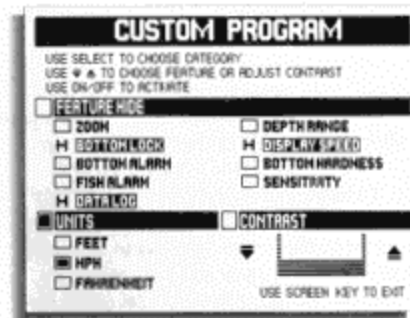 CUSTOM PROGRAM
USE SELECT TO CHOOSE CATEGORY
USE ▼ ▲ TO CHOOSE FEATURE OR ADJUST CONTRAST
USE ON/OFF TO ACTIVATE
FEATURE HIDE
ZOOM
H BOTTOM LOCK
BOTTOM ALARM
FISH ALARM
H DATA LOG
DEPTH RANGE
H DISPLAY SPEED
BOTTOM HARDNESS
SENSITIVITY
UNITS
FEET
MPH
FAHRENHEIT
CONTRAST
USE SCREEN KEY TO EXIT